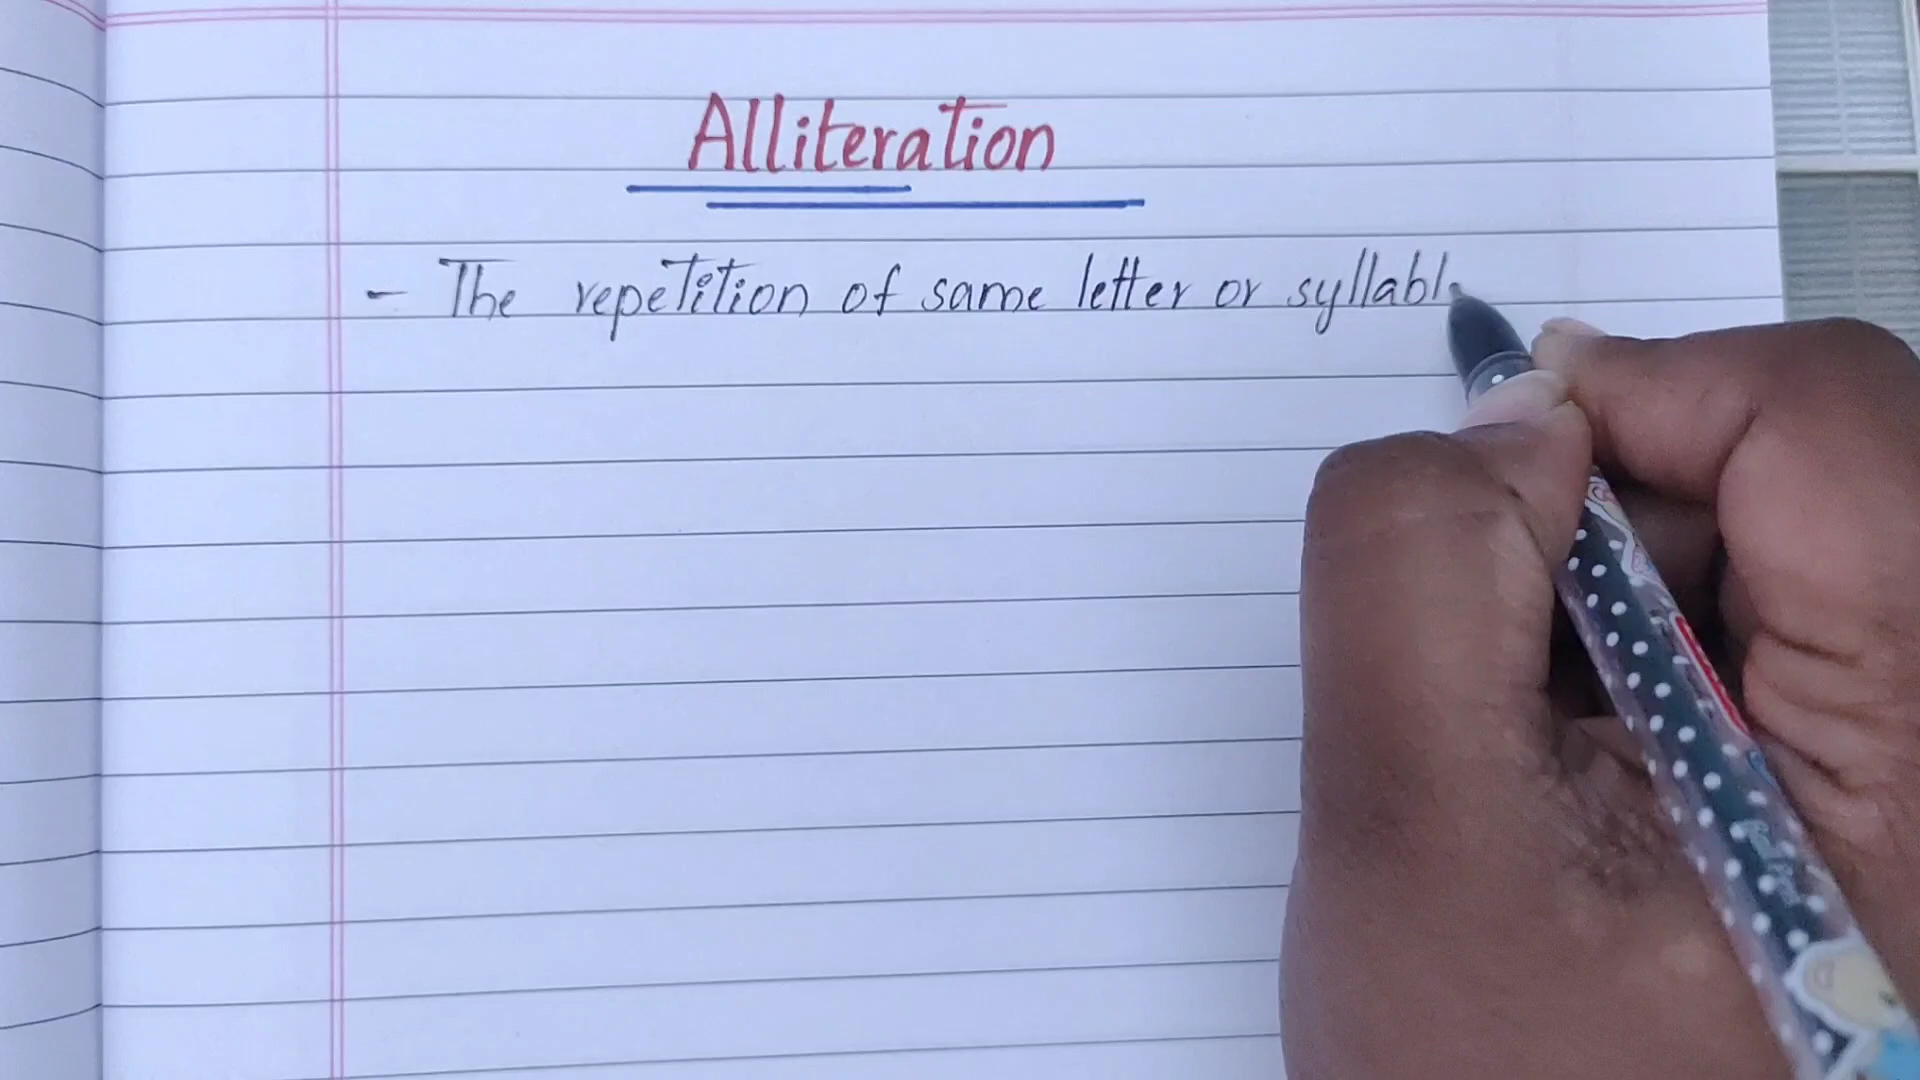 Alliteration
- The repetition of same letter or syllabl